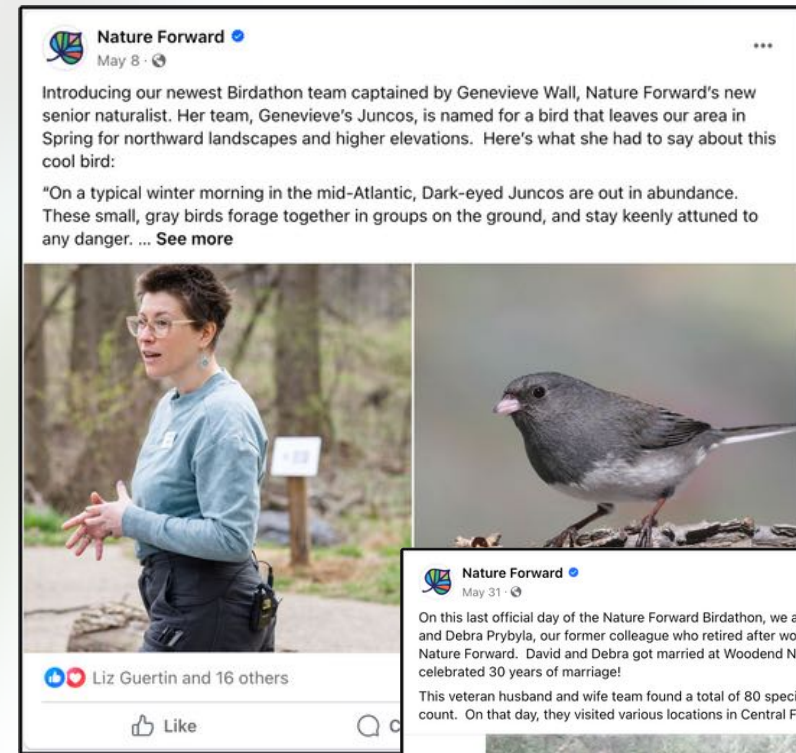 Nature Forward
May 8 ·
Introducing our newest Birdathon team captained by Genevieve Wall, Nature Forward's new
senior naturalist. Her team, Genevieve's Juncos, is named for a bird that leaves our area in
Spring for northward landscapes and higher elevations.  Here's what she had to say about this
cool bird:
“On a typical winter morning in the mid-Atlantic, Dark-eyed Juncos are out in abundance.
These small, gray birds forage together in groups on the ground, and stay keenly attuned to
any danger. ... See more
Liz Guertin and 16 others
Like
Nature Forward
May 31 ·
On this last official day of the Nature Forward Birdathon, we
and Debra Prybyla, our former colleague who retired after
Nature Forward.  David and Debra got married at Woodend
celebrated 30 years of marriage!
This veteran husband and wife team found a total of 80
count.  On that day, they visited various locations in Central